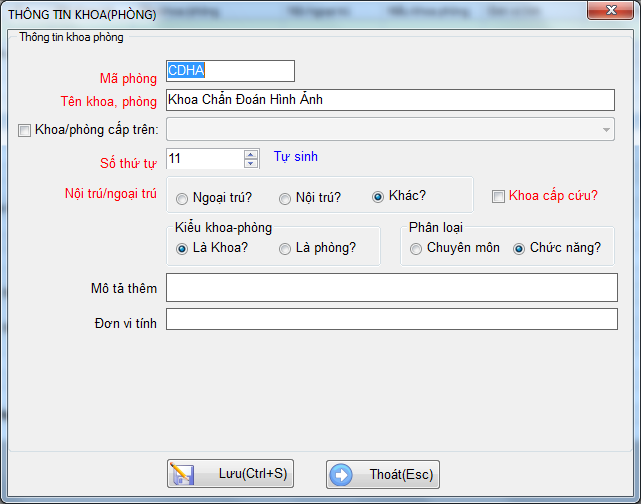 THÔNG TIN KHOA(PHÒNG)
Thông tin khoa phòng
Mã phòng CDHA
Tên khoa, phòng Khoa Chẩn Đoán Hình Ảnh
Khoa/phòng cấp trên:
Số thứ tự 11 Tự sinh
Nội trú/ngoại trú Ngoại trú? Nội trú? Khác? Khoa cấp cứu?
Kiểu khoa-phòng Phân loại
Là Khoa? Là phòng? Chuyên môn Chức năng?
Mô tả thêm
Đơn vi tính
Lưu(Ctrl+S) Thoát(Esc)